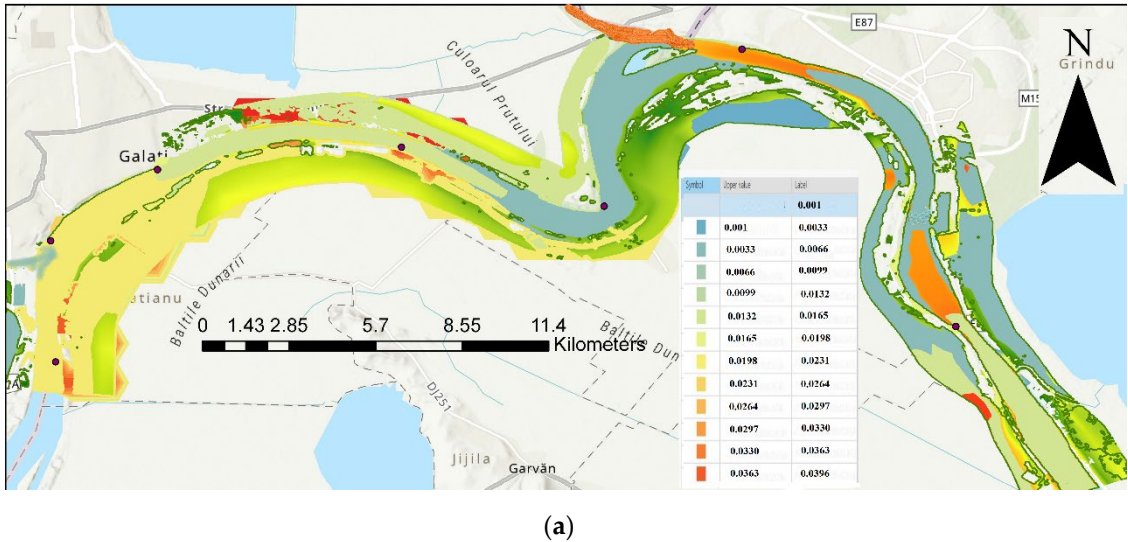 E87
N
Grindu
Culoarul Prutului
M15
Galați
Baltile Dunarii
tianu
0 1.43 2.85 5.7 8.55 11.4
Kilometers
Baltile Dun
DJ251
Jijila
Garvăn
Symbol Upper value Label
0.001
0.001 0.0033
0.0033 0.0066
0.0066 0.0099
0.0099 0.0132
0.0132 0.0165
0.0165 0.0198
0.0198 0.0231
0.0231 0.0264
0.0264 0.0297
0.0297 0.0330
0.0330 0.0363
0.0363 0.0396
(a)